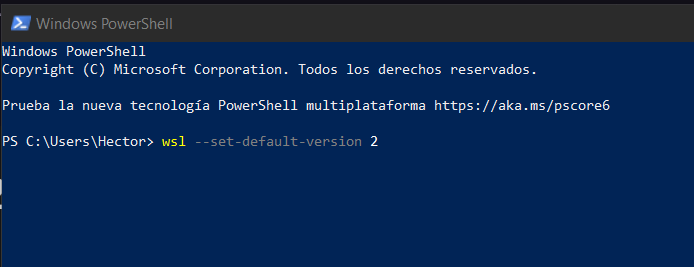 Windows PowerShell
Windows PowerShell
Copyright (C) Microsoft Corporation. Todos los derechos reservados.
Prueba la nueva tecnología PowerShell multiplataforma https://aka.ms/pscore6
PS C:\Users\Hector> wsl --set-default-version 2